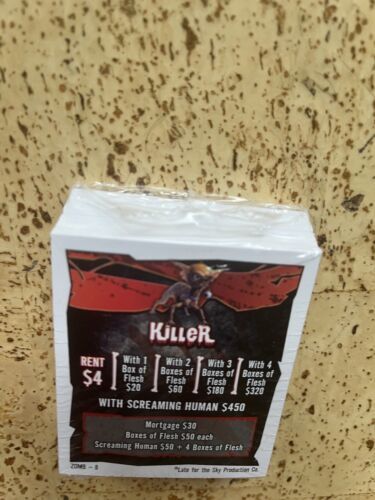 KILLER
RENT $4
With 1 Box of Flesh $20
With 2 Boxes of Flesh $60
With 3 Boxes of Flesh $180
With 4 Boxes of Flesh $320
WITH SCREAMING HUMAN $450
Mortgage $30
Boxes of Flesh $50 each
Screaming Human $50 + 4 Boxes of Flesh
©Late for the Sky Production Co.